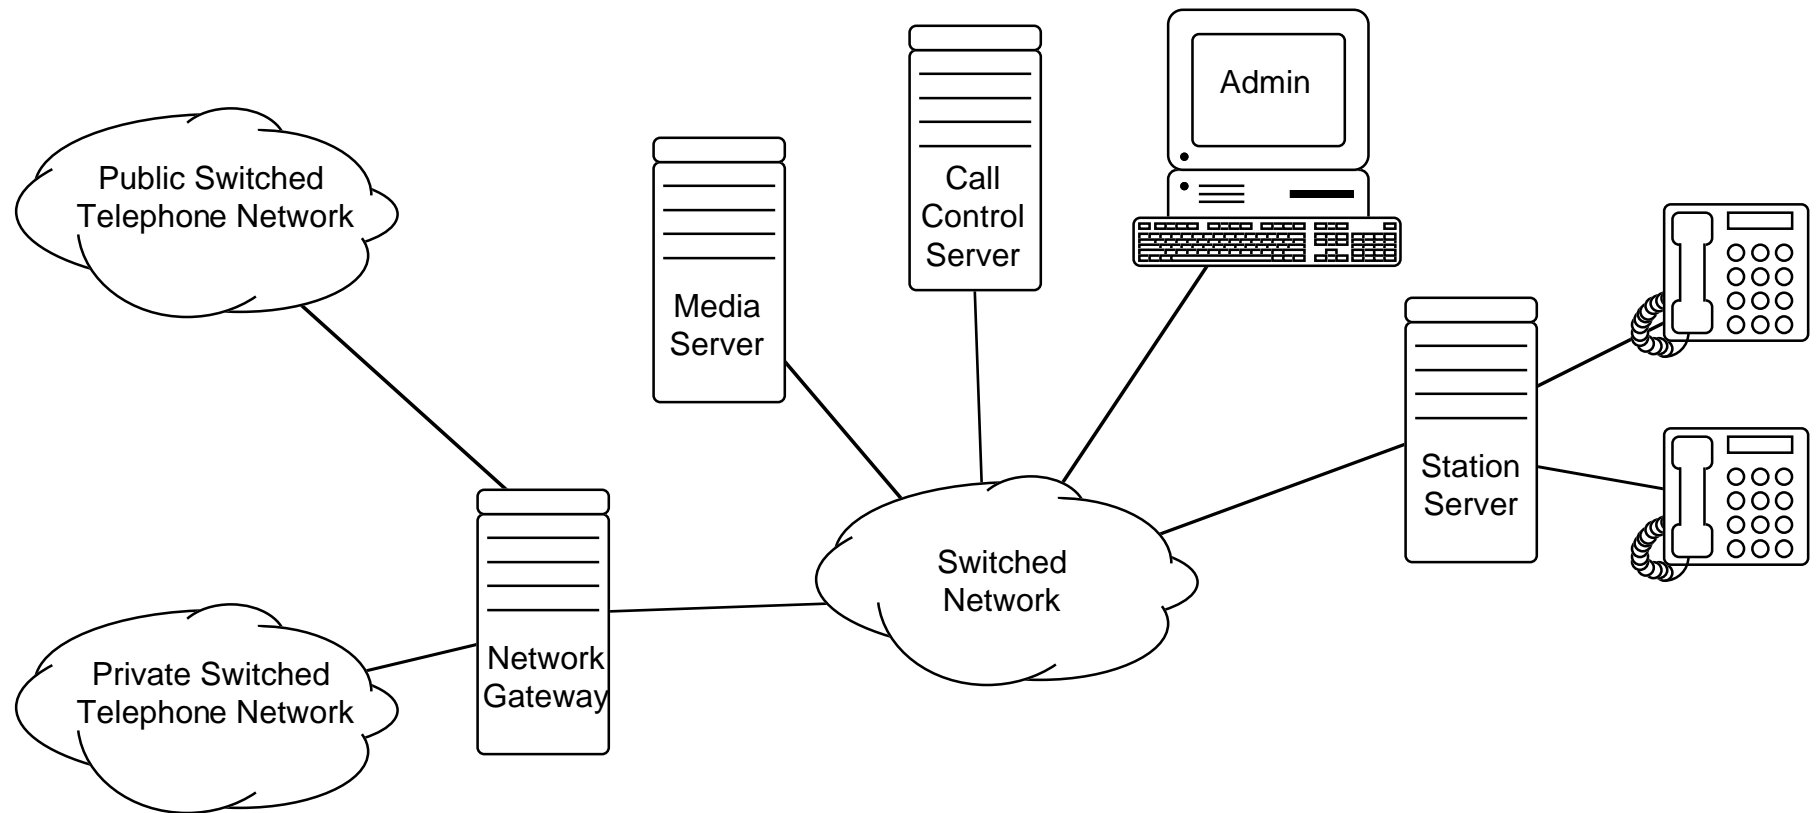 Public Switched
Telephone Network
Media
Server
Call
Control
Server
Admin
Station
Server
Switched
Network
Private Switched
Telephone Network
Network
Gateway